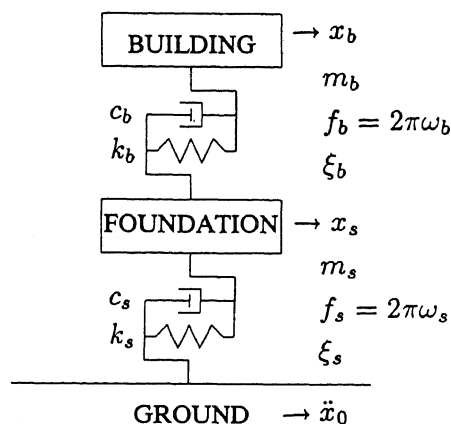 BUILDING → x_b
m_b
c_b f_b = 2πω_b
k_b
ξ_b
FOUNDATION → x_s
m_s
c_s f_s = 2πω_s
k_s
ξ_s
GROUND → ẍ_0